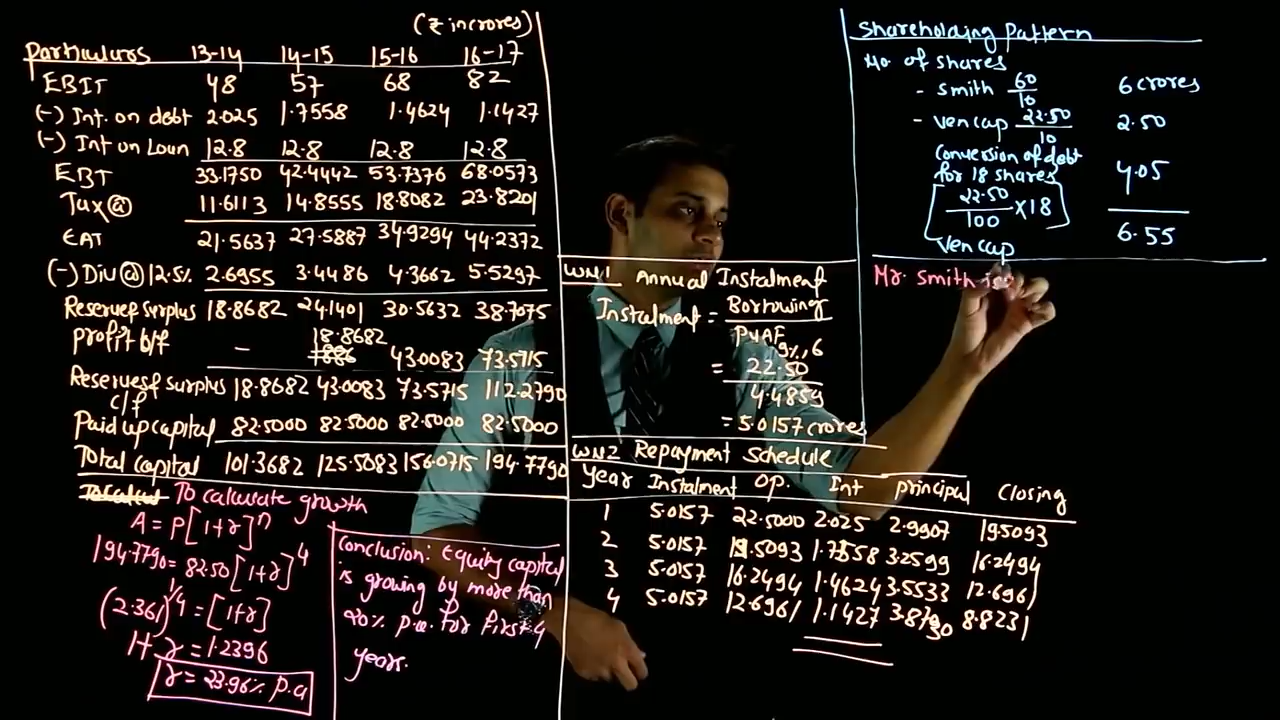 (₹ in crores)
Particulars 13-14 14-15 15-16 16-17
EBIT 48 57 68 82
(-) Int. on debt 2.025 1.7558 1.4624 1.1427
(-) Int on Loan 12.8 12.8 12.8 12.8
EBT 33.1750 42.4442 53.7376 68.0573
Tax @ 11.6113 14.8555 18.8082 23.8201
EAT 21.5637 27.5887 34.9294 44.2372
(-) Div @ 12.5% 2.6955 3.4486 4.3662 5.5297
Reserves & surplus 18.8682 24.1401 30.5632 38.7075
profit b/f - 18.8682 43.0083 73.5715
Reserves & surplus c/f 18.8682 43.0083 73.5715 112.2790
Paid up capital 82.5000 82.5000 82.5000 82.5000
Total capital 101.3682 125.5083 156.0715 194.7790
To calculate growth
A = P[1+r]^n
194.7790 = 82.50[1+r]^4
(2.361)^1/4 = [1+r]
1+r = 1.2396
r = 23.96% p.a
Conclusion: Equity capital
is growing by more than
20% p.a. for first 4
years.
WN1 Annual Instalment
Instalment = Borrowing
PVAF 9%, 6
= 22.50
4.4859
= 5.0157 crores
WN2 Repayment Schedule
Year Instalment Op. Int principal Closing
1 5.0157 22.5000 2.025 2.9907 19.5093
2 5.0157 19.5093 1.7558 3.2599 16.2494
3 5.0157 16.2494 1.4624 3.5533 12.6961
4 5.0157 12.6961 1.1427 3.8730 8.8231
Shareholding Pattern
No. of shares
- smith 60/10 6 crores
- ven cap 22.50/10 2.50
Conversion of debt
for 18 shares 4.05
[22.50/100 × 18]
Ven cap 6.55
Mr. Smith is